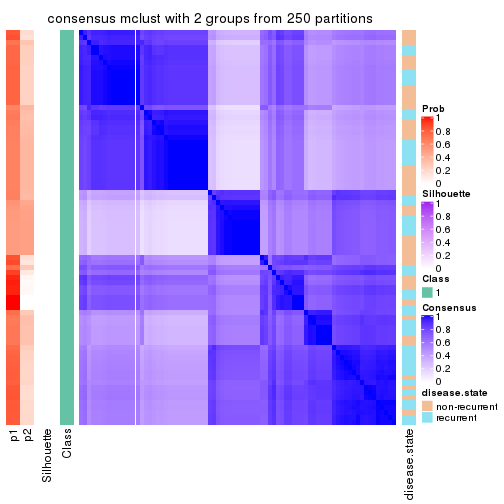 consensus mclust with 2 groups from 250 partitions
Prob
1
0.8
0.6
0.4
0.2
0
Silhouette
1
0.8
0.6
0.4
0.2
0
Class
1
Consensus
1
0.8
0.6
0.4
0.2
0
disease.state
non-recurrent
recurrent
p1
p2
Silhouette
Class
disease.state